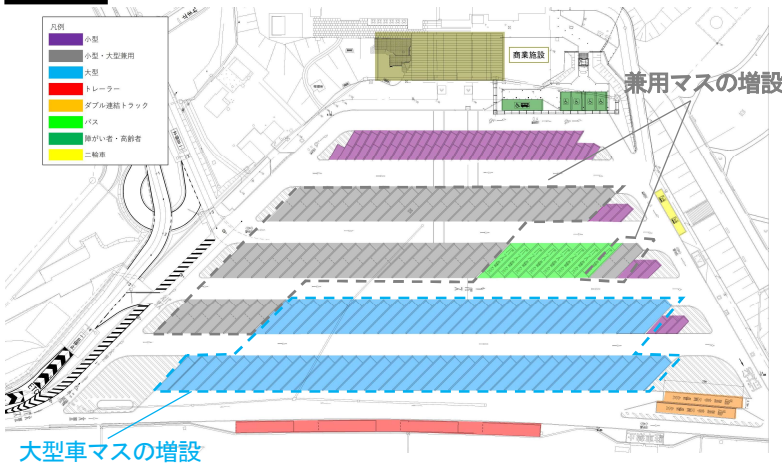 凡例
小型
小型・大型兼用
大型
トレーラー
ダブル連結トラック
バス
障がい者・高齢者
二輪車
商業施設
兼用マスの増設
大型車マスの増設